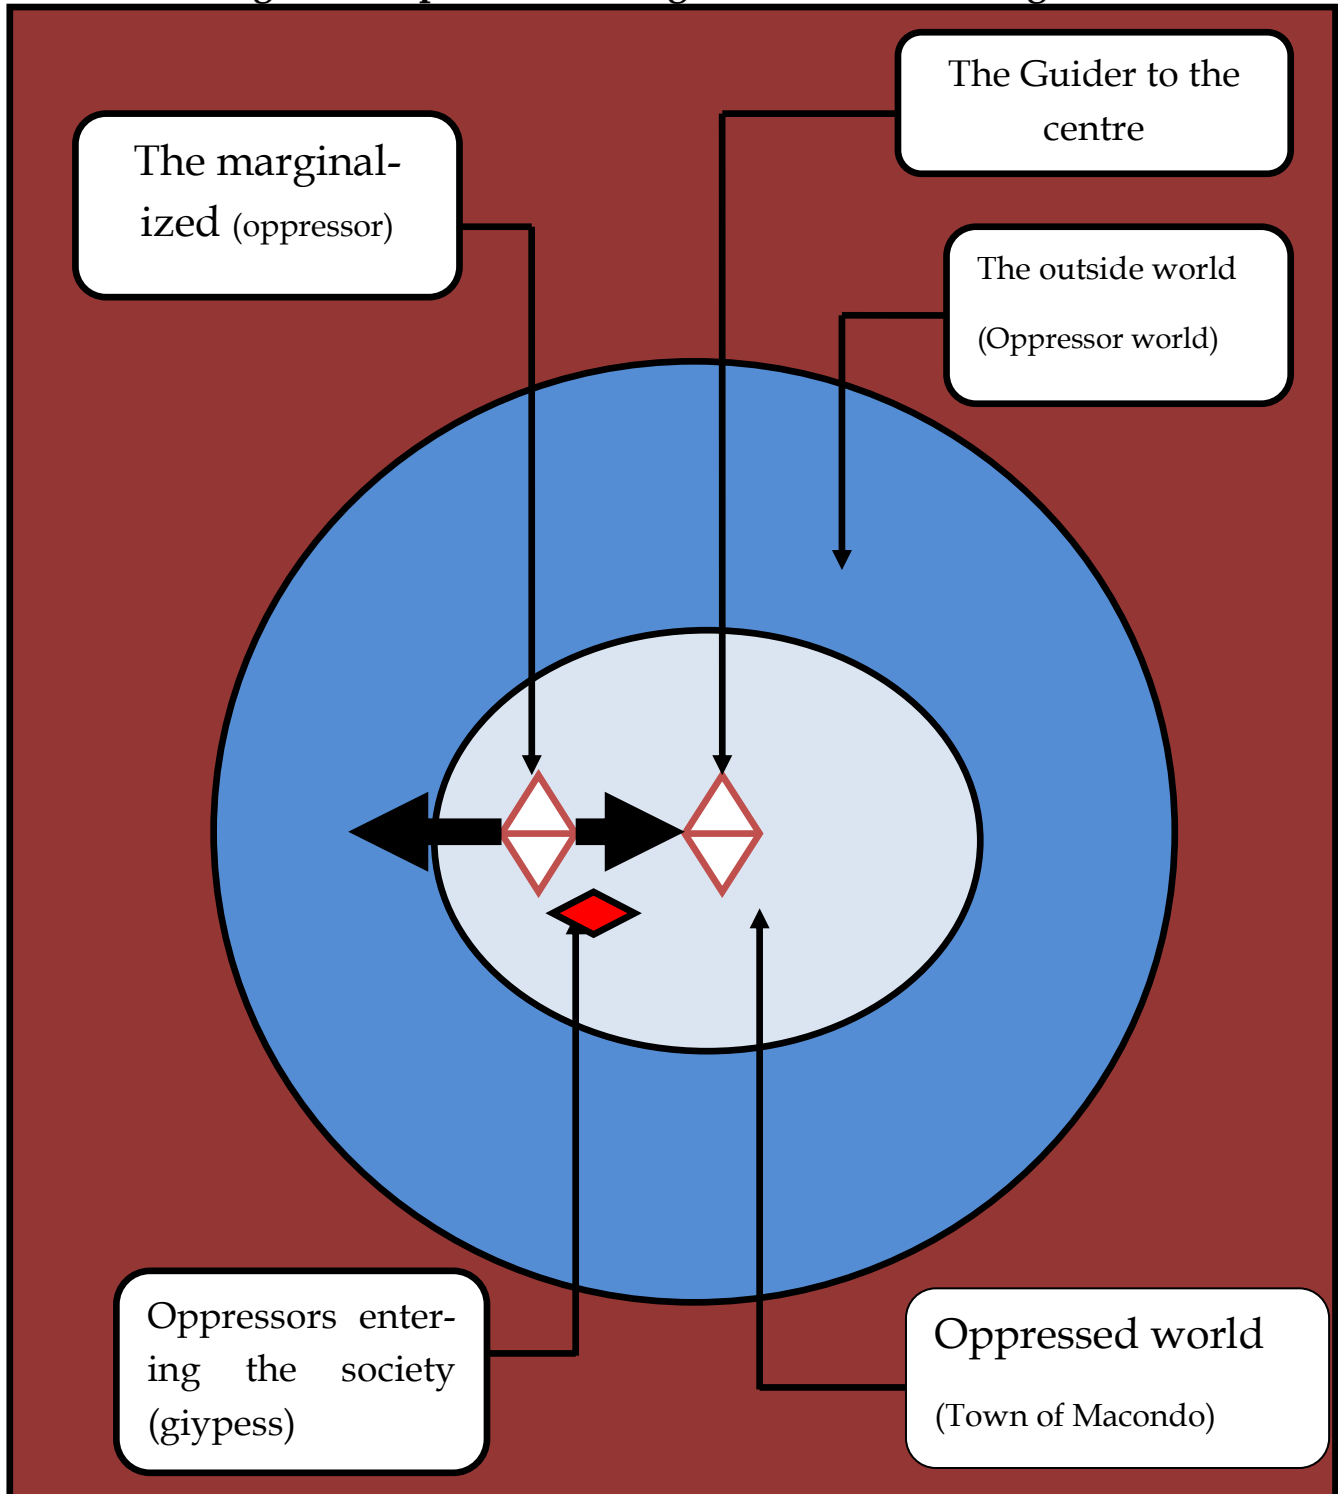 The Guider to the
centre
The marginal-
ized (oppressor)
The outside world
(Oppressor world)
Oppressors enter-
ing the society
(giypess)
Oppressed world
(Town of Macondo)